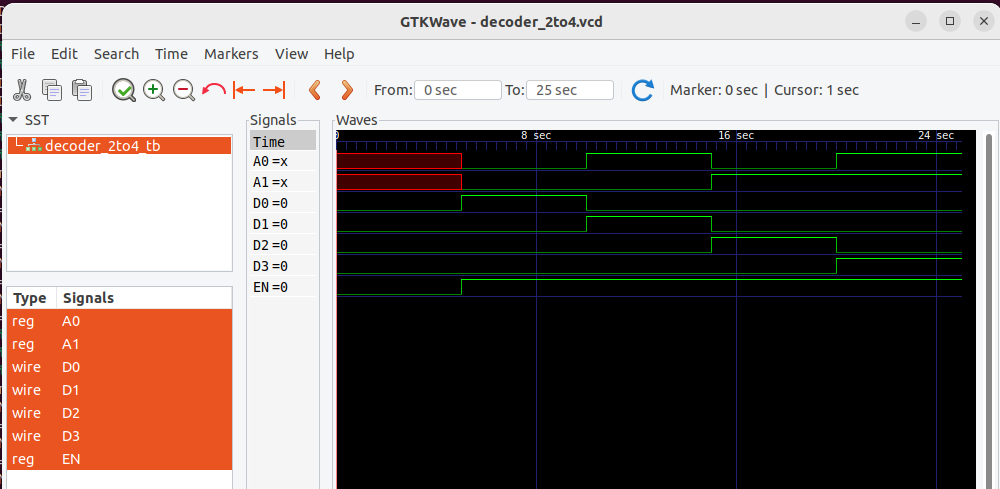 GTKWave - decoder_2to4.vcd
File Edit Search Time Markers View Help
From: 0 sec To: 25 sec Marker: 0 sec | Cursor: 1 sec
SST
decoder_2to4_tb
Type Signals
reg A0
reg A1
wire D0
wire D1
wire D2
wire D3
reg EN
Signals
Time
A0 =x
A1 =x
D0 =0
D1 =0
D2 =0
D3 =0
EN =0
Waves
0 8 sec 16 sec 24 sec